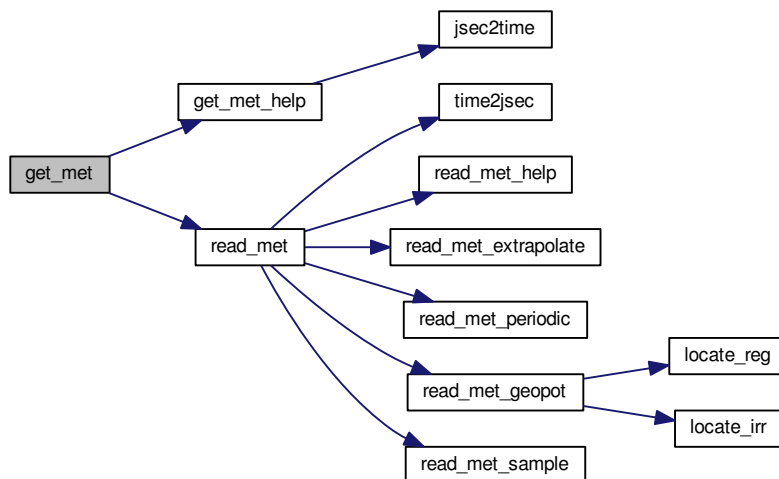 jsec2time
get_met_help
time2jsec
get_met
read_met_help
read_met
read_met_extrapolate
read_met_periodic
locate_reg
read_met_geopot
locate_irr
read_met_sample